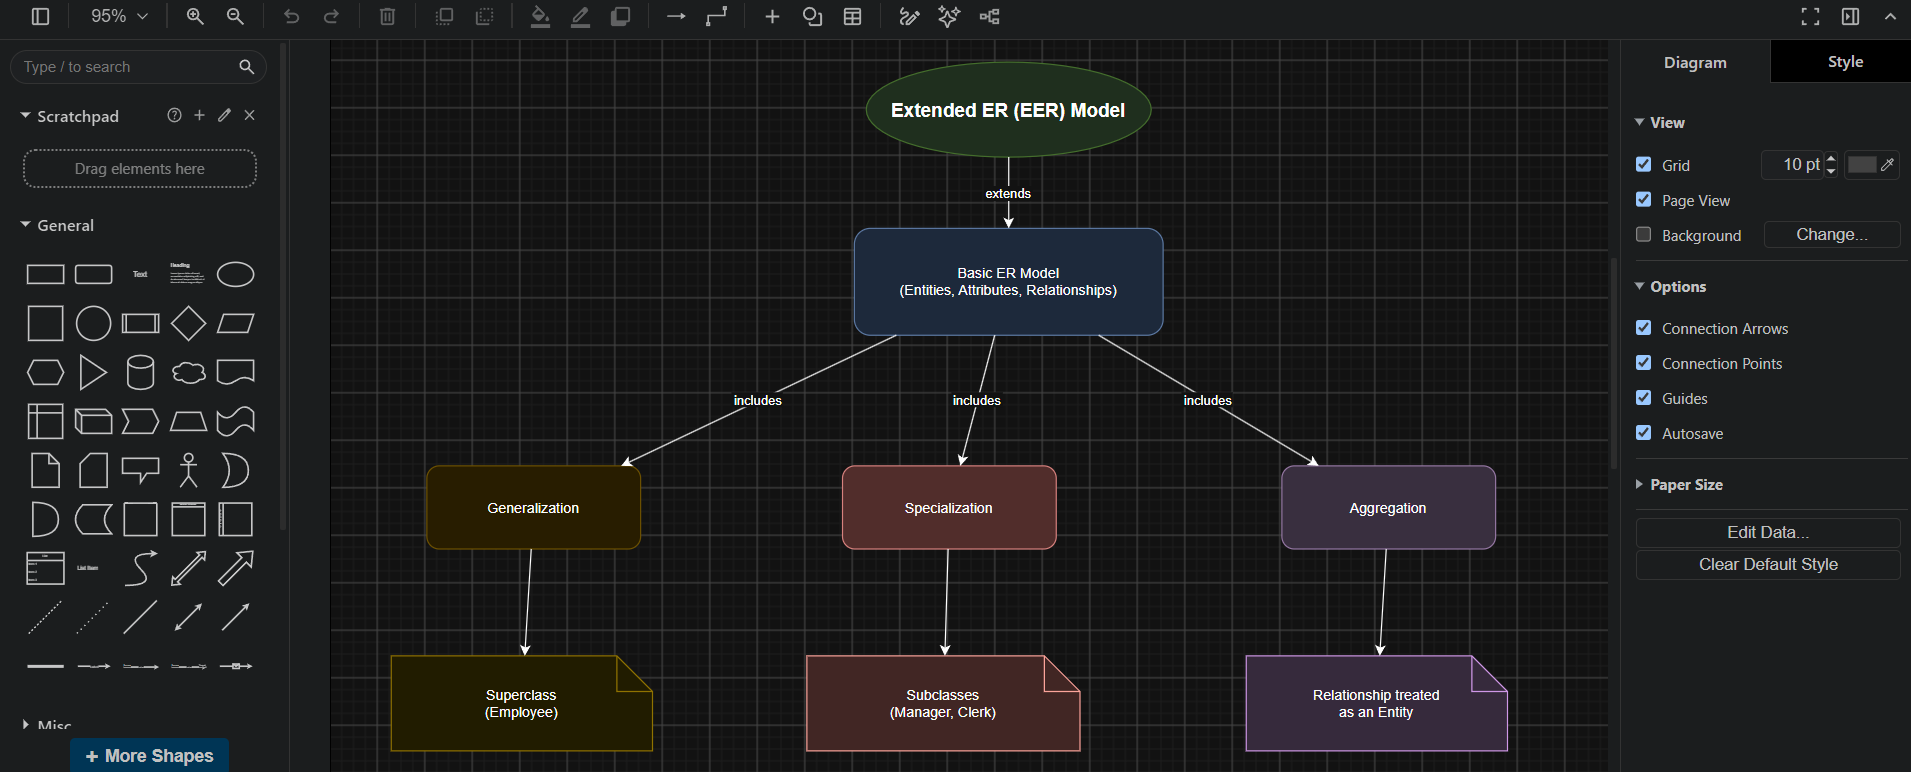 95%
Type / to search
Scratchpad
Drag elements here
General
Text
Heading
List Item
Misc
+ More Shapes
Extended ER (EER) Model
extends
Basic ER Model
(Entities, Attributes, Relationships)
includes
includes
includes
Generalization
Specialization
Aggregation
Superclass
(Employee)
Subclasses
(Manager, Clerk)
Relationship treated
as an Entity
Diagram
Style
View
Grid
10 pt
Page View
Background
Change...
Options
Connection Arrows
Connection Points
Guides
Autosave
Paper Size
Edit Data...
Clear Default Style